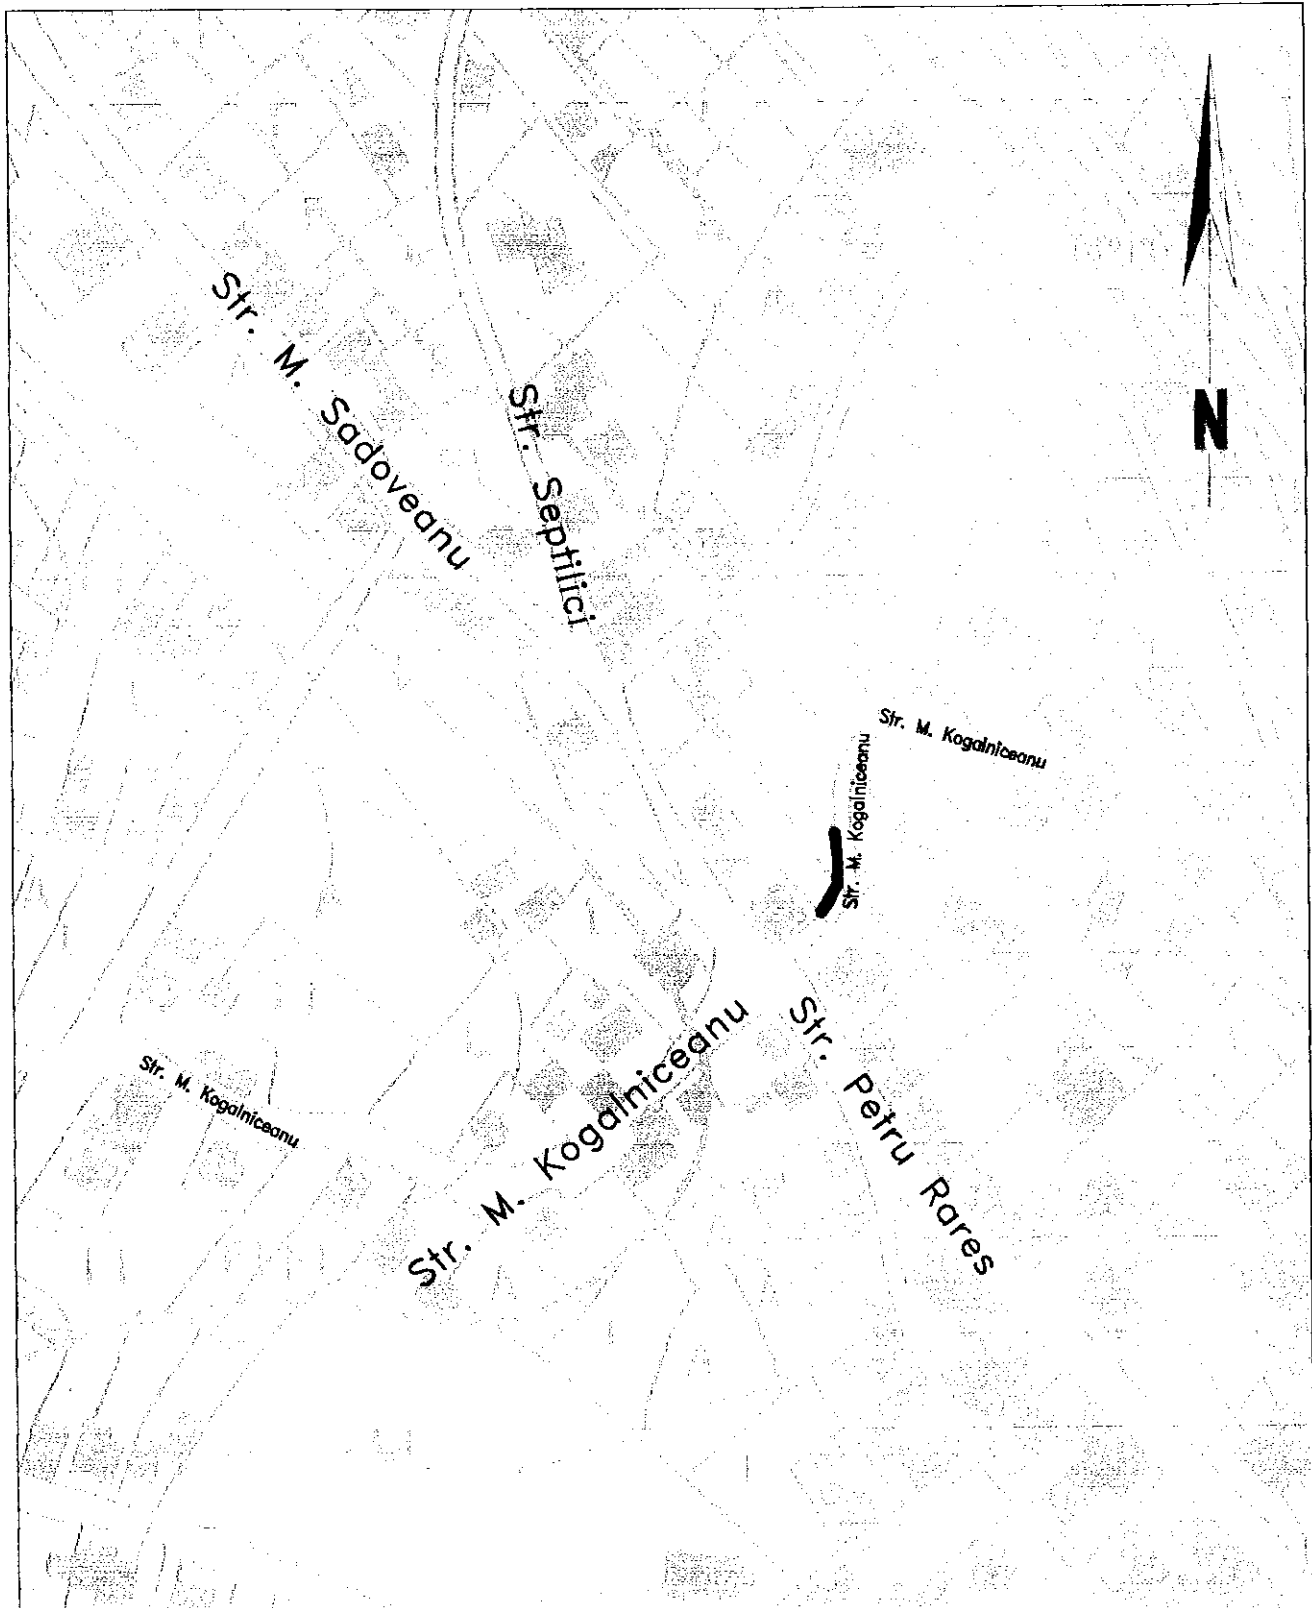 Str. M. Sadoveanu
Str. Septilici
N
Str. M. Kogalniceanu
Str. M. Kogalniceanu
Str. M. Kogalniceanu
Str. Petru Rares
Str. M. Kogalniceanu